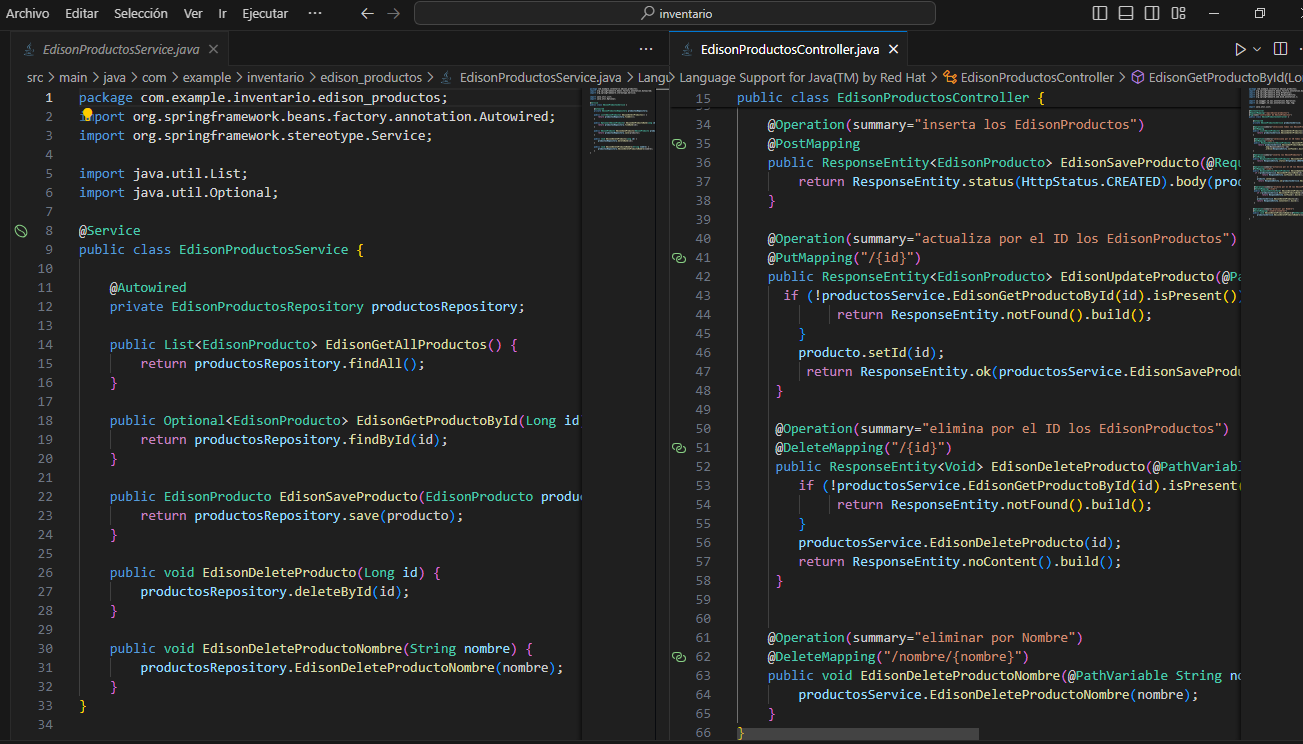 Archivo Editar Selección Ver Ir Ejecutar ··· inventario
EdisonProductosService.java
src > main > java > com > example > inventario > edison_productos > EdisonProductosService.java > Langu
1 package com.example.inventario.edison_productos;
2 import org.springframework.beans.factory.annotation.Autowired;
3 import org.springframework.stereotype.Service;
4
5 import java.util.List;
6 import java.util.Optional;
7
8 @Service
9 public class EdisonProductosService {
10
11 @Autowired
12 private EdisonProductosRepository productosRepository;
13
14 public List<EdisonProducto> EdisonGetAllProductos() {
15 return productosRepository.findAll();
16 }
17
18 public Optional<EdisonProducto> EdisonGetProductoById(Long id
19 return productosRepository.findById(id);
20 }
21
22 public EdisonProducto EdisonSaveProducto(EdisonProducto produ
23 return productosRepository.save(producto);
24 }
25
26 public void EdisonDeleteProducto(Long id) {
27 productosRepository.deleteById(id);
28 }
29
30 public void EdisonDeleteProductoNombre(String nombre) {
31 productosRepository.EdisonDeleteProductoNombre(nombre);
32 }
33 }
34
EdisonProductosController.java
Language Support for Java(TM) by Red Hat > EdisonProductosController > EdisonGetProductoById(Lo
15 public class EdisonProductosController {
34 @Operation(summary="inserta los EdisonProductos")
35 @PostMapping
36 public ResponseEntity<EdisonProducto> EdisonSaveProducto(@Requ
37 return ResponseEntity.status(HttpStatus.CREATED).body(prod
38 }
39
40 @Operation(summary="actualiza por el ID los EdisonProductos")
41 @PutMapping("/{id}")
42 public ResponseEntity<EdisonProducto> EdisonUpdateProducto(@Pa
43 if (!productosService.EdisonGetProductoById(id).isPresent())
44 return ResponseEntity.notFound().build();
45 }
46 producto.setId(id);
47 return ResponseEntity.ok(productosService.EdisonSaveProdu
48 }
49
50 @Operation(summary="elimina por el ID los EdisonProductos")
51 @DeleteMapping("/{id}")
52 public ResponseEntity<Void> EdisonDeleteProducto(@PathVariabl
53 if (!productosService.EdisonGetProductoById(id).isPresent(
54 return ResponseEntity.notFound().build();
55 }
56 productosService.EdisonDeleteProducto(id);
57 return ResponseEntity.noContent().build();
58 }
59
60
61 @Operation(summary="eliminar por Nombre")
62 @DeleteMapping("/nombre/{nombre}")
63 public void EdisonDeleteProductoNombre(@PathVariable String no
64 productosService.EdisonDeleteProductoNombre(nombre);
65 }
66 }